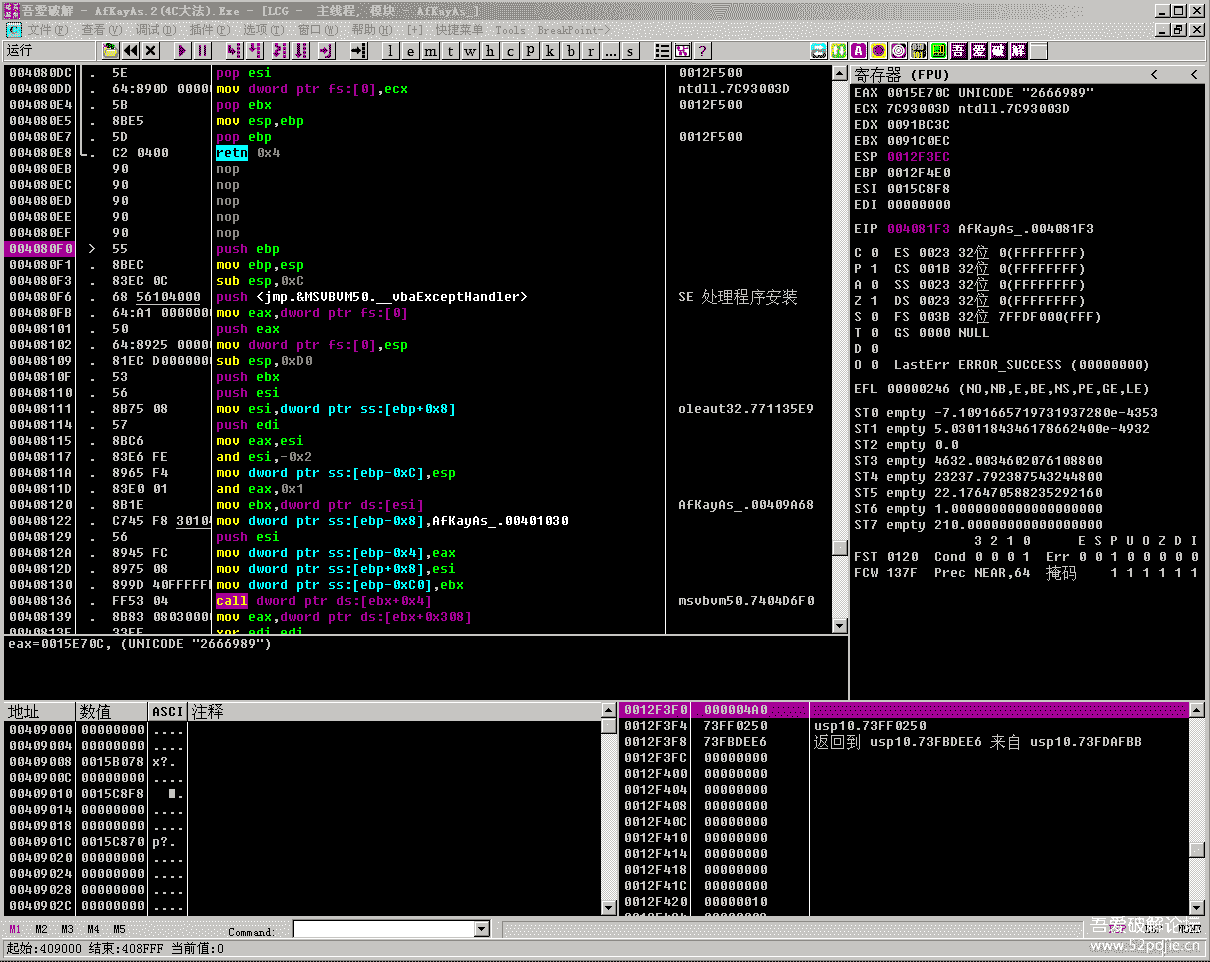 吾爱破解 - AfKayAs.2(4C大法).Exe - [LCG - 主线程, 模块 - AfKayAs_]
文件(F) 查看(V) 调试(D) 插件(P) 选项(T) 窗口(W) 帮助(H) [+] 快捷菜单 Tools BreakPoint->
运行 l e m t w h c p k b r ... s ? 吾 爱 破 解
004080DC . 5E pop esi 0012F500
004080DD . 64:890D 0000 mov dword ptr fs:[0],ecx ntdll.7C93003D
004080E4 . 5B pop ebx 0012F500
004080E5 . 8BE5 mov esp,ebp
004080E7 . 5D pop ebp 0012F500
004080E8 . C2 0400 retn 0x4
004080EB 90 nop
004080EC 90 nop
004080ED 90 nop
004080EE 90 nop
004080EF 90 nop
004080F0 > 55 push ebp
004080F1 . 8BEC mov ebp,esp
004080F3 . 83EC 0C sub esp,0xC
004080F6 . 68 56104000 push <jmp.&MSVBVM50.__vbaExceptHandler> SE 处理程序安装
004080FB . 64:A1 0000000 mov eax,dword ptr fs:[0]
00408101 . 50 push eax
00408102 . 64:8925 0000 mov dword ptr fs:[0],esp
00408109 . 81EC D0000000 sub esp,0xD0
0040810F . 53 push ebx
00408110 . 56 push esi
00408111 . 8B75 08 mov esi,dword ptr ss:[ebp+0x8] oleaut32.771135E9
00408114 . 57 push edi
00408115 . 8BC6 mov eax,esi
00408117 . 83E6 FE and esi,-0x2
0040811A . 8965 F4 mov dword ptr ss:[ebp-0xC],esp
0040811D . 83E0 01 and eax,0x1
00408120 . 8B1E mov ebx,dword ptr ds:[esi] AfKayAs_.00409A68
00408122 . C745 F8 3010 mov dword ptr ss:[ebp-0x8],AfKayAs_.00401030
00408129 . 56 push esi
0040812A . 8945 FC mov dword ptr ss:[ebp-0x4],eax
0040812D . 8975 08 mov dword ptr ss:[ebp+0x8],esi
00408130 . 899D 40FFFFFF mov dword ptr ss:[ebp-0xC0],ebx
00408136 . FF53 04 call dword ptr ds:[ebx+0x4] msvbvm50.7404D6F0
00408139 . 8B83 08030000 mov eax,dword ptr ds:[ebx+0x308]
0040813F . 33FF xor edi,edi
eax=0015E70C, (UNICODE "2666989")
寄存器 (FPU) < <
EAX 0015E70C UNICODE "2666989"
ECX 7C93003D ntdll.7C93003D
EDX 0091BC3C
EBX 0091C0EC
ESP 0012F3EC
EBP 0012F4E0
ESI 0015C8F8
EDI 00000000
EIP 004081F3 AfKayAs_.004081F3
C 0 ES 0023 32位 0(FFFFFFFF)
P 1 CS 001B 32位 0(FFFFFFFF)
A 0 SS 0023 32位 0(FFFFFFFF)
Z 1 DS 0023 32位 0(FFFFFFFF)
S 0 FS 003B 32位 7FFDF000(FFF)
T 0 GS 0000 NULL
D 0
O 0 LastErr ERROR_SUCCESS (00000000)
EFL 00000246 (NO,NB,E,BE,NS,PE,GE,LE)
ST0 empty -7.1091665719731937280e-4353
ST1 empty 5.0301184346178662400e-4932
ST2 empty 0.0
ST3 empty 4632.0034602076108800
ST4 empty 23237.792387543244800
ST5 empty 22.176470588235292160
ST6 empty 1.0000000000000000000
ST7 empty 210.00000000000000000
3 2 1 0 E S P U O Z D I
FST 0120 Cond 0 0 0 1 Err 0 0 1 0 0 0 0 0
FCW 137F Prec NEAR,64 掩码 1 1 1 1 1 1
地址 数值 ASCI 注释
00409000 00000000 ....
00409004 00000000 ....
00409008 0015B078 x?.
0040900C 00000000 ....
00409010 0015C8F8 .
00409014 00000000 ....
00409018 00000000 ....
0040901C 0015C870 p?.
00409020 00000000 ....
00409024 00000000 ....
00409028 00000000 ....
0040902C 00000000 ....
0012F3F0 000004A0
0012F3F4 73FF0250 usp10.73FF0250
0012F3F8 73FBDEE6 返回到 usp10.73FBDEE6 来自 usp10.73FDAFBB
0012F3FC 00000000
0012F400 00000000
0012F404 00000000
0012F408 00000000
0012F40C 00000000
0012F410 00000000
0012F414 00000000
0012F418 00000000
0012F41C 00000000
0012F420 00000010
M1 M2 M3 M4 M5 Command:
起始:409000 结束:408FFF 当前值:0
吾爱破解论坛
www.52pojie.cn